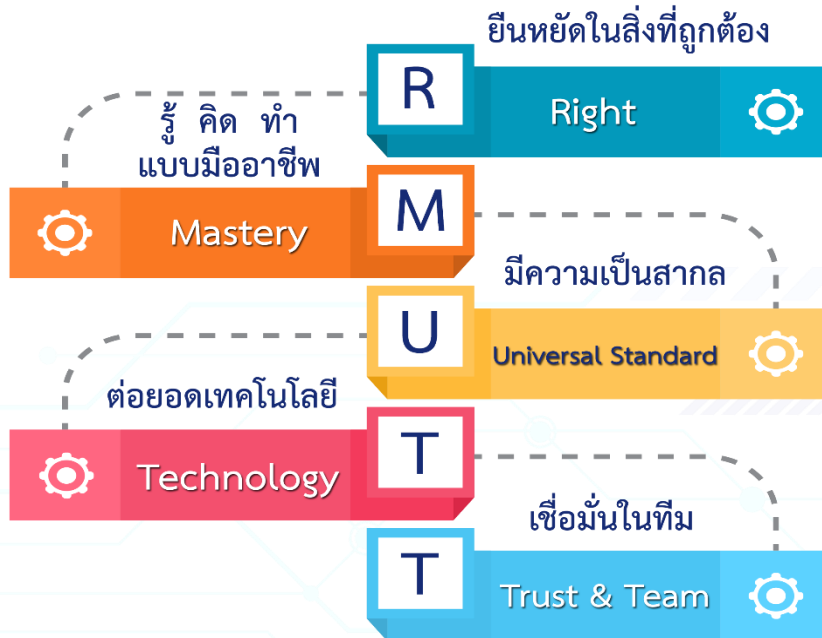 ยืนหยัดในสิ่งที่ถูกต้อง
R
Right
รู้ คิด ทำ
แบบมืออาชีพ
M
Mastery
มีความเป็นสากล
U
Universal Standard
ต่อยอดเทคโนโลยี
T
Technology
เชื่อมั่นในทีม
T
Trust & Team